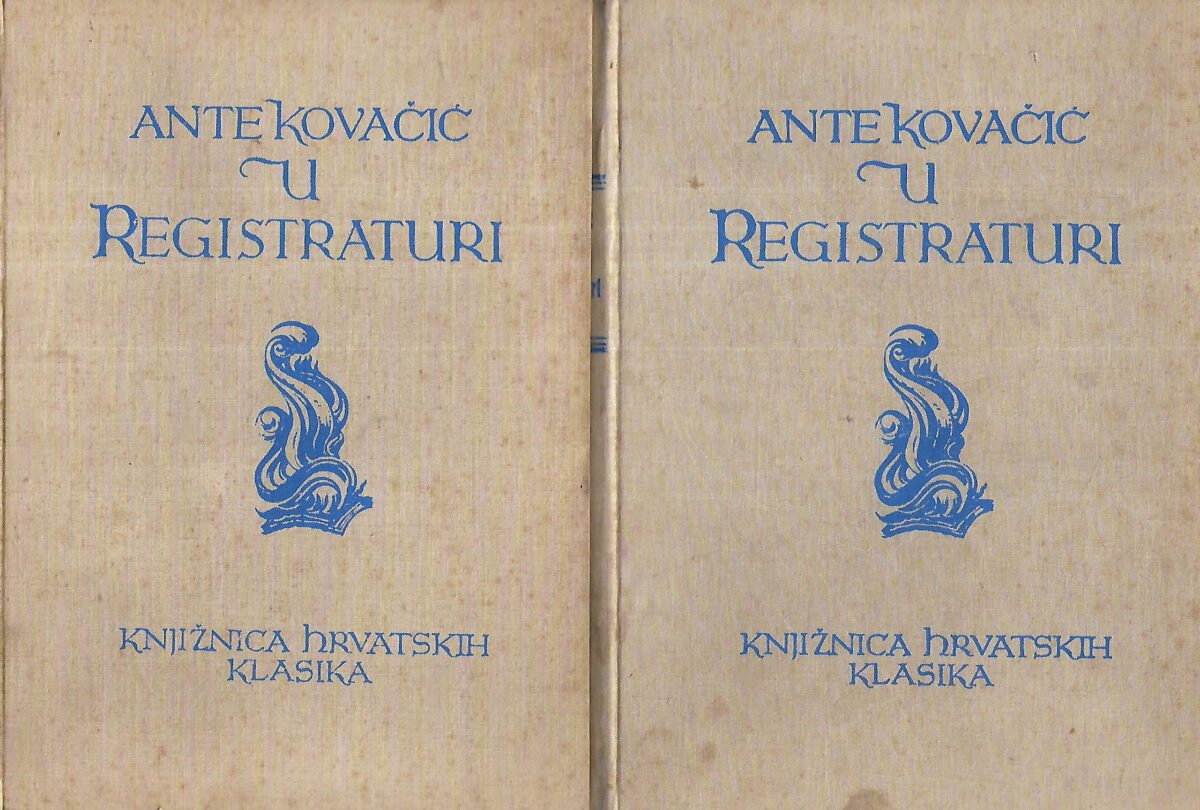 ANTE KOVAČIĆ
U
REGISTRATURI
KNJIŽNICA HRVATSKIH
KLASIKA
ANTE KOVAČIĆ
U
REGISTRATURI
KNJIŽNICA HRVATSKIH
KLASIKA